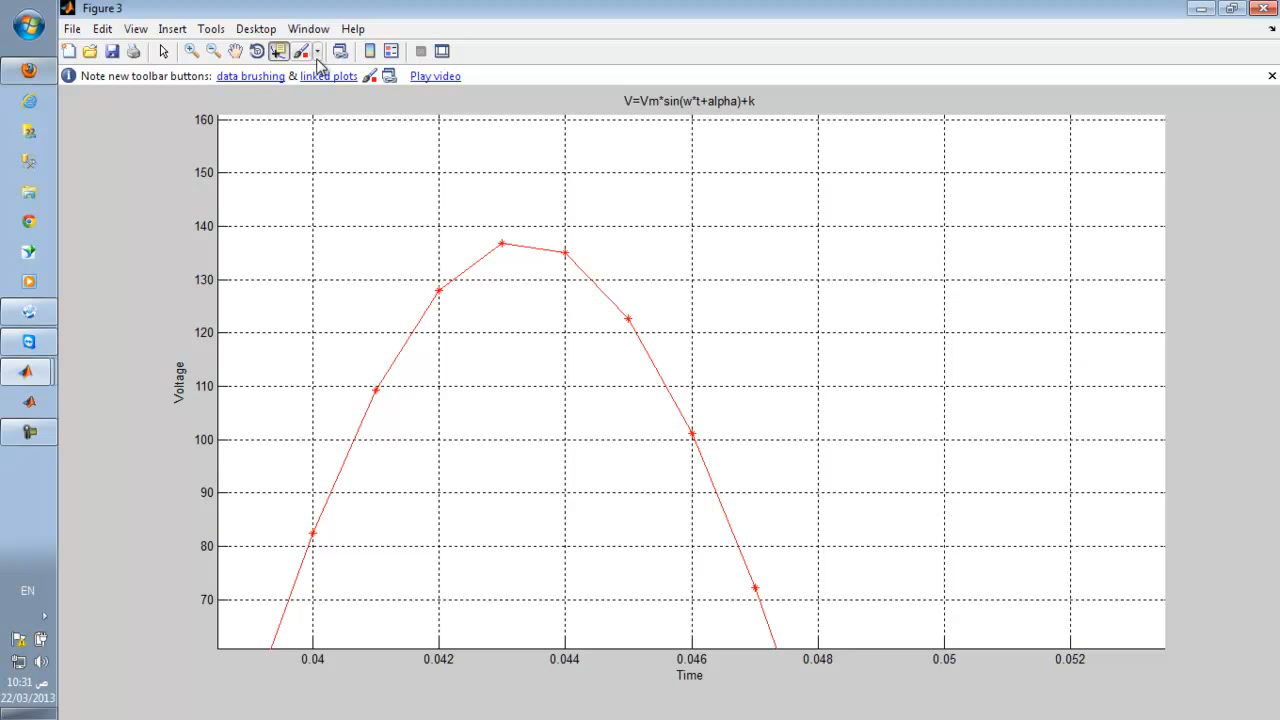 Figure 3
File Edit View Insert Tools Desktop Window Help
Note new toolbar buttons: data brushing & linked plots Play video
V=Vm*sin(w*t+alpha)+k
160
150
140
130
120
110
100
90
80
70
Voltage
0.04 0.042 0.044 0.046 0.048 0.05 0.052
Time
EN
10:31 ص
22/03/2013